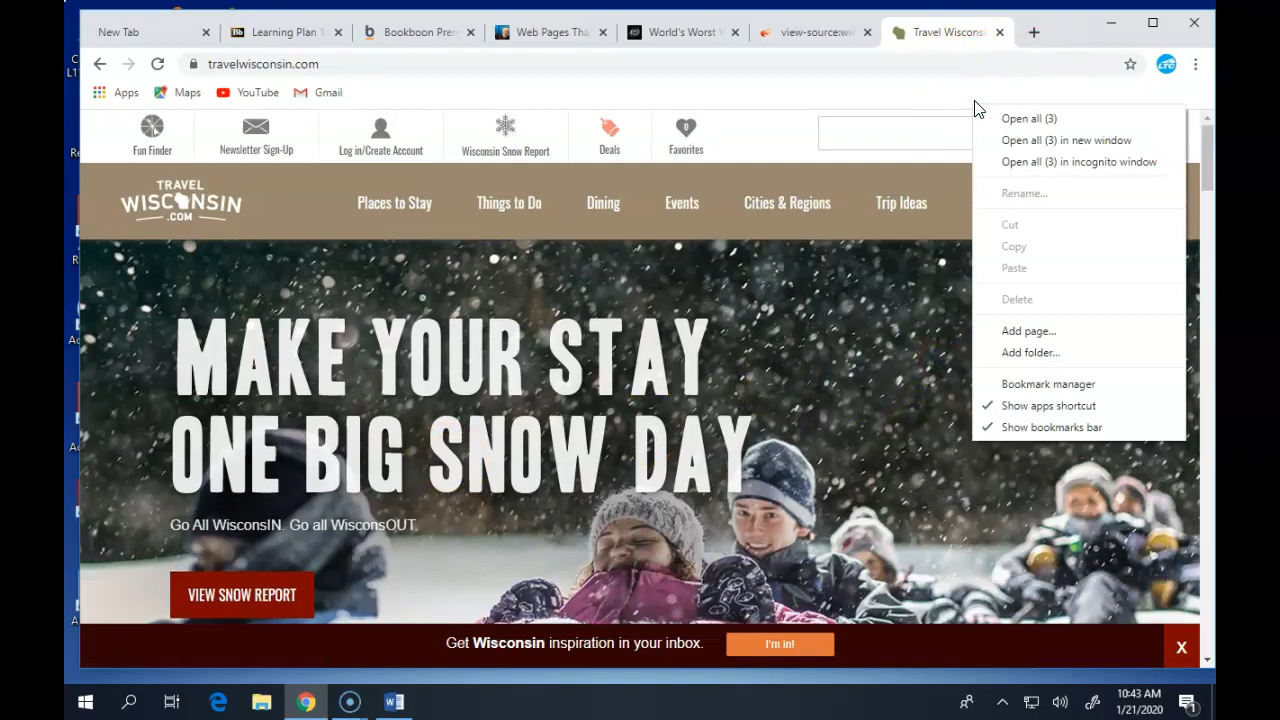 New Tab
Learning Plan 1
Bookboon Prem
Web Pages Tha
World's Worst W
view-source:w
Travel Wisconsi
travelwisconsin.com
LTC
Apps
Maps
YouTube
Gmail
Fun Finder
Newsletter Sign-Up
Log in/Create Account
Wisconsin Snow Report
Deals
0
Favorites
TRAVEL
WISCONSIN
.COM
Places to Stay
Things to Do
Dining
Events
Cities & Regions
Trip Ideas
Open all (3)
Open all (3) in new window
Open all (3) in incognito window
Rename...
Cut
Copy
Paste
Delete
Add page...
Add folder...
Bookmark manager
Show apps shortcut
Show bookmarks bar
MAKE YOUR STAY
ONE BIG SNOW DAY
Go All WisconsIN. Go all WisconsOUT.
VIEW SNOW REPORT
Get Wisconsin inspiration in your inbox.
I'm in!
X
10:43 AM
1/21/2020
1